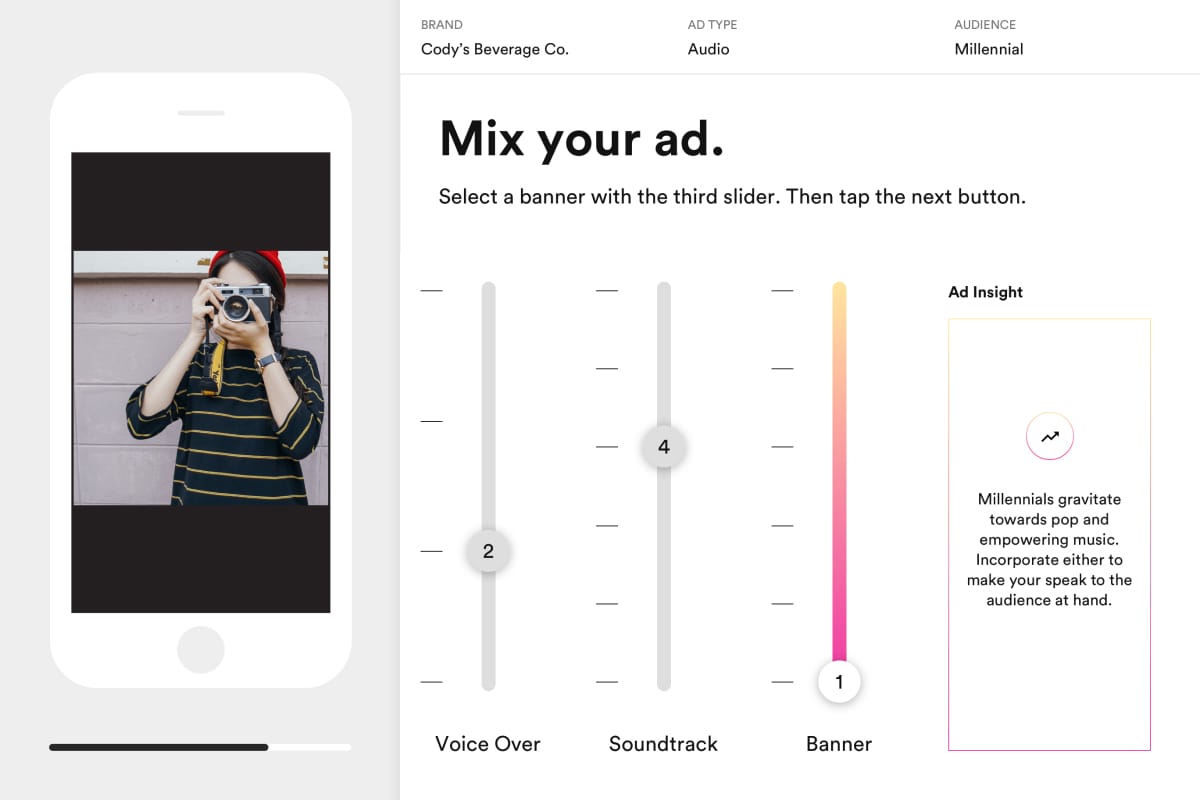 BRAND
Cody’s Beverage Co.
AD TYPE
Audio
AUDIENCE
Millennial
Mix your ad.
Select a banner with the third slider. Then tap the next button.
2
Voice Over
4
Soundtrack
1
Banner
Ad Insight
Millennials gravitate
towards pop and
empowering music.
Incorporate either to
make your speak to the
audience at hand.